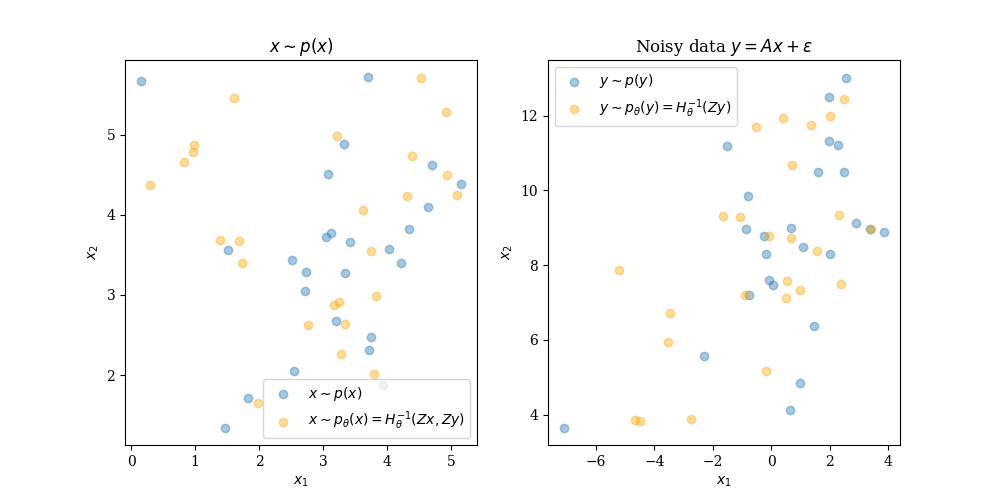 x ∼ p(x)
5
4
3
2
x₂
0 1 2 3 4 5
x₁
x ∼ p(x)
x ∼ p_θ(x) = H_θ^{-1}(Zx, Zy)
Noisy data y = Ax + ε
12
10
8
6
4
x₂
−6 −4 −2 0 2 4
x₁
y ∼ p(y)
y ∼ p_θ(y) = H_θ^{-1}(Zy)